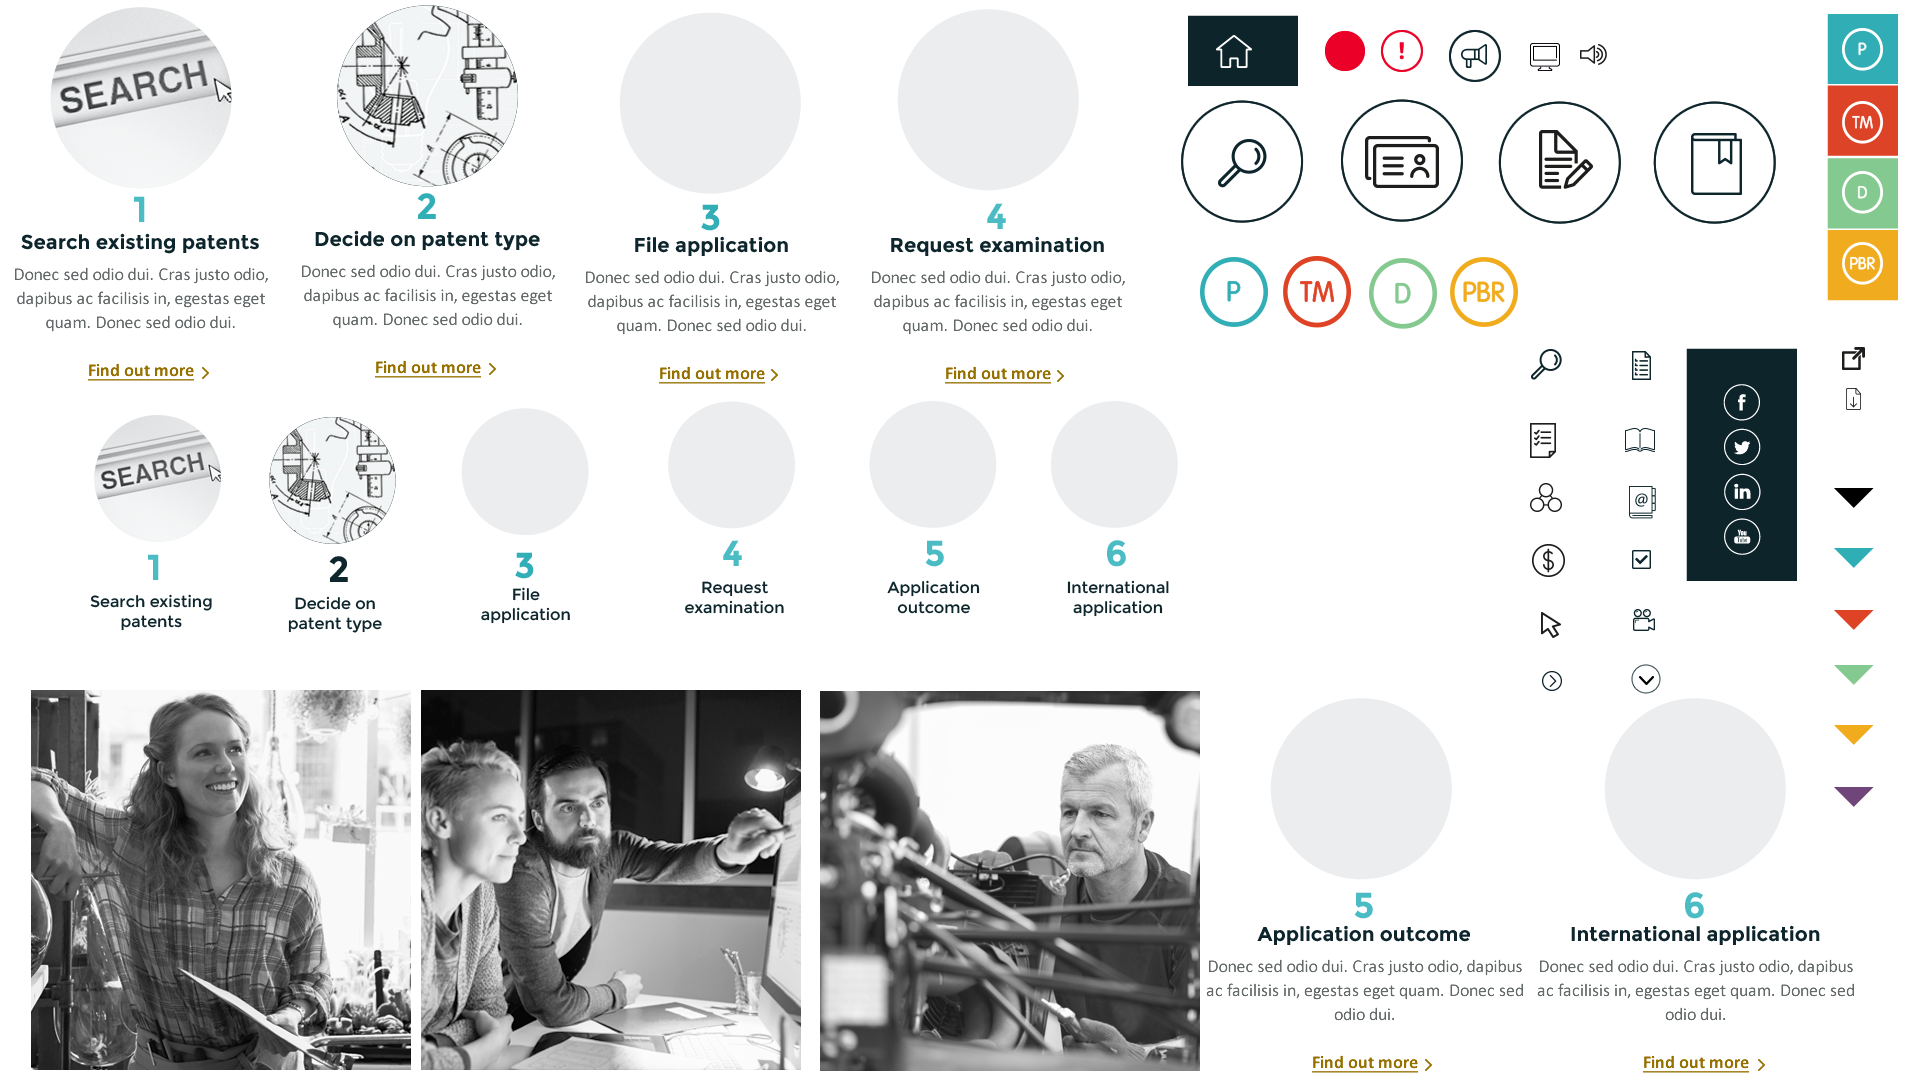 SEARCH
1
Search existing patents
Donec sed odio dui. Cras justo odio,
dapibus ac facilisis in, egestas eget
quam. Donec sed odio dui.
Find out more
2
Decide on patent type
Donec sed odio dui. Cras justo odio,
dapibus ac facilisis in, egestas eget
quam. Donec sed odio dui.
Find out more
3
File application
Donec sed odio dui. Cras justo odio,
dapibus ac facilisis in, egestas eget
quam. Donec sed odio dui.
Find out more
4
Request examination
Donec sed odio dui. Cras justo odio,
dapibus ac facilisis in, egestas eget
quam. Donec sed odio dui.
Find out more
!
P
TM
D
PBR
P
TM
D
PBR
@
$
f
in
You
Tube
SEARCH
1
Search existing
patents
2
Decide on
patent type
3
File
application
4
Request
examination
5
Application
outcome
6
International
application
5
Application outcome
Donec sed odio dui. Cras justo odio, dapibus
ac facilisis in, egestas eget quam. Donec sed
odio dui.
Find out more
6
International application
Donec sed odio dui. Cras justo odio, dapibus
ac facilisis in, egestas eget quam. Donec sed
odio dui.
Find out more